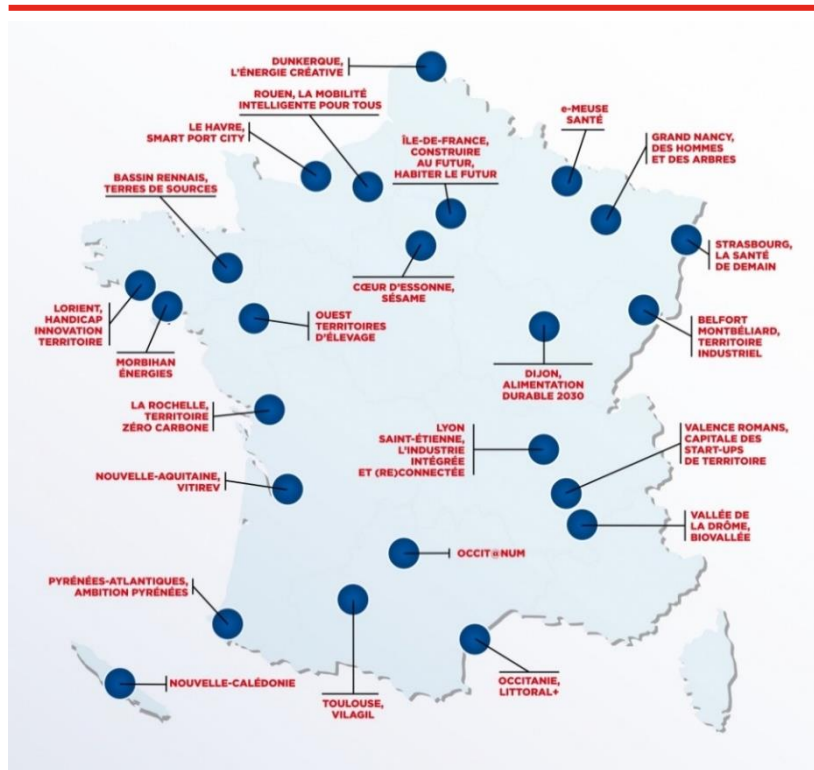 DUNKERQUE,
L'ÉNERGIE CRÉATIVE
ROUEN, LA MOBILITÉ
INTELLIGENTE POUR TOUS
LE HAVRE,
SMART PORT CITY
ÎLE-DE-FRANCE,
CONSTRUIRE
AU FUTUR,
HABITER LE FUTUR
e-MEUSE
SANTÉ
GRAND NANCY,
DES HOMMES
ET DES ARBRES
BASSIN RENNAIS,
TERRES DE SOURCES
STRASBOURG,
LA SANTÉ
DE DEMAIN
CŒUR D'ESSONNE,
SÉSAME
LORIENT,
HANDICAP
INNOVATION
TERRITOIRE
OUEST
TERRITOIRES
D'ÉLEVAGE
BELFORT
MONTBÉLIARD,
TERRITOIRE
INDUSTRIEL
MORBIHAN
ÉNERGIES
DIJON,
ALIMENTATION
DURABLE 2030
LA ROCHELLE,
TERRITOIRE
ZÉRO CARBONE
LYON
SAINT-ÉTIENNE,
L'INDUSTRIE
INTÉGRÉE
ET (RE)CONNECTÉE
VALENCE ROMANS,
CAPITALE DES
START-UPS
DE TERRITOIRE
NOUVELLE-AQUITAINE,
VITIREV
VALLÉE DE
LA DRÔME,
BIOVALLÉE
OCCIT@NUM
PYRÉNÉES-ATLANTIQUES,
AMBITION PYRÉNÉES
NOUVELLE-CALÉDONIE
TOULOUSE,
VILAGIL
OCCITANIE,
LITTORAL+